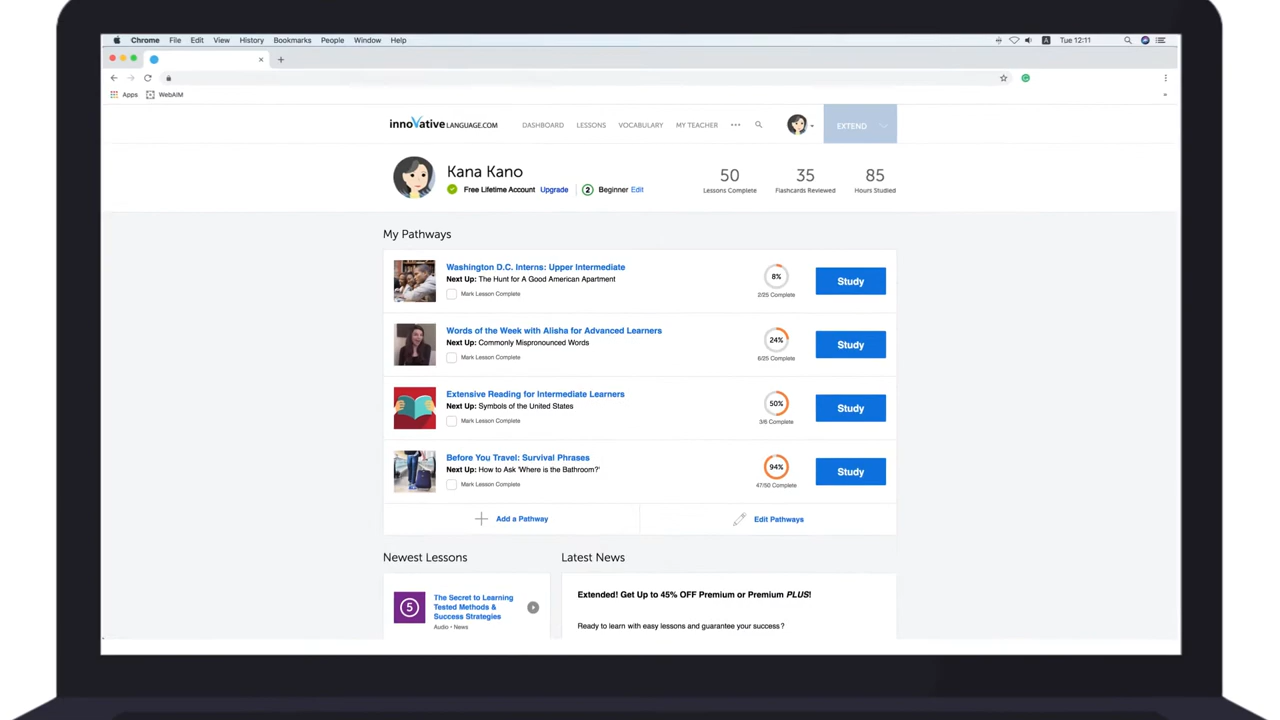 Chrome File Edit View History Bookmarks People Window Help
A Tue 12:11
Apps WebAIM
innoVative LANGUAGE.COM DASHBOARD LESSONS VOCABULARY MY TEACHER ••• EXTEND
Kana Kano
Free Lifetime Account Upgrade 2 Beginner Edit
50 35 85
Lessons Complete Flashcards Reviewed Hours Studied
My Pathways
Washington D.C. Interns: Upper Intermediate
Next Up: The Hunt for A Good American Apartment
Mark Lesson Complete
8%
2/25 Complete
Study
Words of the Week with Alisha for Advanced Learners
Next Up: Commonly Mispronounced Words
Mark Lesson Complete
24%
6/25 Complete
Study
Extensive Reading for Intermediate Learners
Next Up: Symbols of the United States
Mark Lesson Complete
50%
3/6 Complete
Study
Before You Travel: Survival Phrases
Next Up: How to Ask 'Where is the Bathroom?'
Mark Lesson Complete
94%
47/50 Complete
Study
Add a Pathway
Edit Pathways
Newest Lessons
5
The Secret to Learning
Tested Methods &
Success Strategies
Audio • News
Latest News
Extended! Get Up to 45% OFF Premium or Premium PLUS!
Ready to learn with easy lessons and guarantee your success?